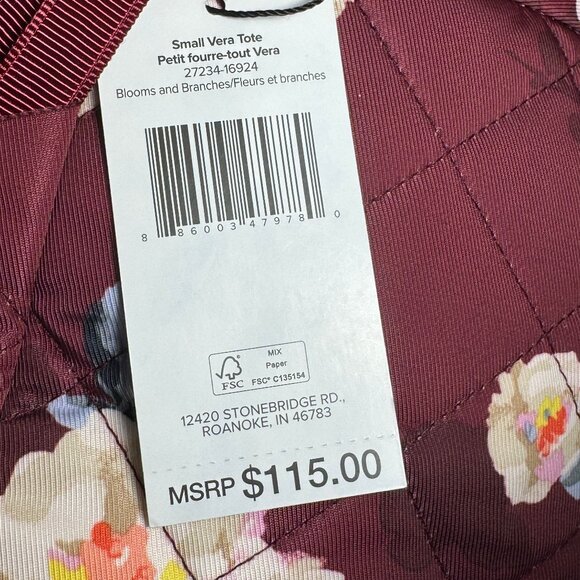 Small Vera Tote
Petit fourre-tout Vera
27234-16924
Blooms and Branches/Fleurs et branches
8 86003 47978 0
FSC
MIX
Paper
FSC® C135154
12420 STONEBRIDGE RD.,
ROANOKE, IN 46783
MSRP $115.00